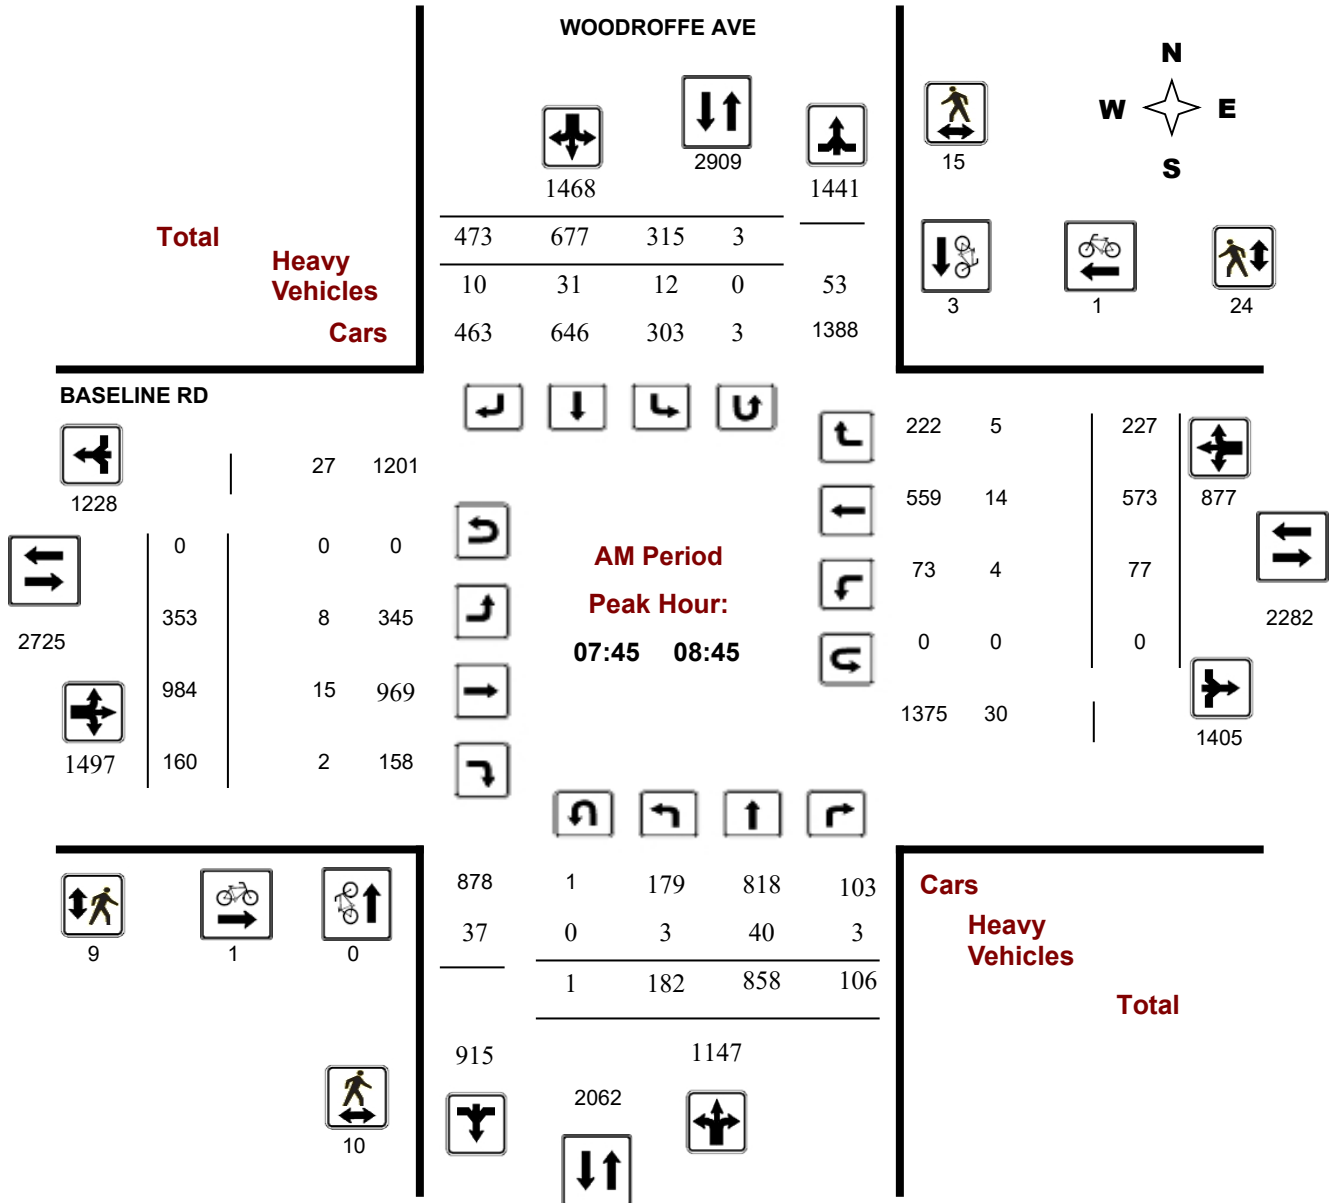 WOODROFFE AVE
N
W E
S
2909
15
1468 1441
Total 473 677 315 3
Heavy
Vehicles
10 31 12 0 53
3 1 24
Cars 463 646 303 3 1388
BASELINE RD
222 5 227
27 1201
1228
559 14 573 877
0 0 0
AM Period
73 4 77
353 8 345
Peak Hour:
2282
2725
07:45 08:45
0 0 0
984 15 969
1375 30
1405
1497 160 2 158
878 1 179 818 103
Cars
37 0 3 40 3
Heavy
Vehicles
9 1 0
1 182 858 106
Total
915 1147
2062
10